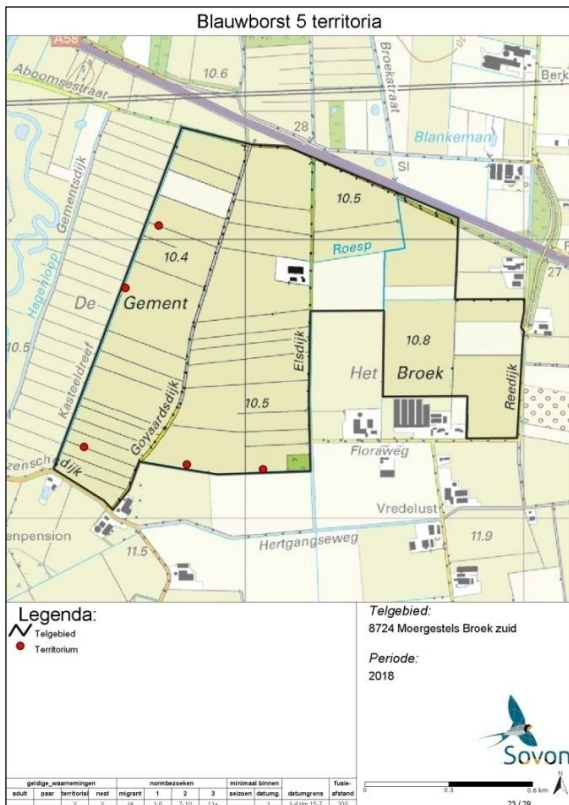 Blauwborst 5 territoria
A58
Aboomsestraat
10.6
Broekstraat
Berk
Blankeman
28
Sl
10.5
Gementsdijk
Hegenloop
10.4
Roesp
27
De Gement
10.5
Kasteeldreef
Elsdijk
10.8
Het Broek
Reedijk
10.5
Goyaardsdijk
zensch dijk
Floraweg
Vredelust
enpension
11.5
Hertgangseweg
11.9
Legenda:
Telgebied
Territorium
Telgebied:
8724 Moergestels Broek zuid
Periode:
2018
Sovon
geldige_waarnemingen normbezoeken minimaal binnen fusie-
adult paar territoriaal nest migrant 1 2 3 seizoen datumg. datumgrens afstand
0 0.3 0.6 km
23 / 29